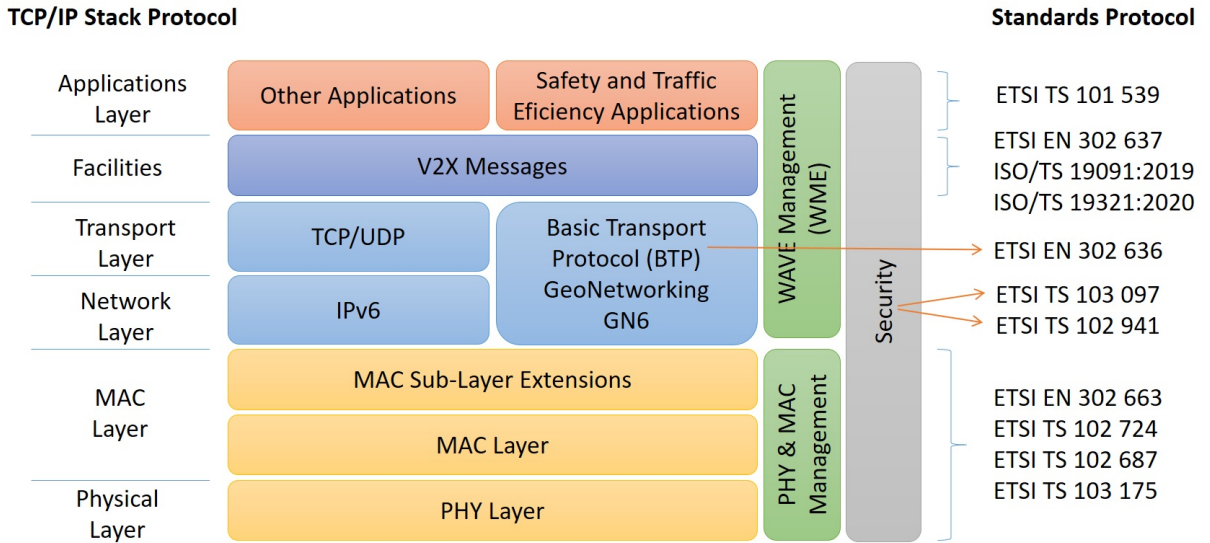 TCP/IP Stack Protocol
Standards Protocol
Applications
Layer
Other Applications
Safety and Traffic
Eficiency Applications
ETSI TS 101 539
Facilities
V2X Messages
ETSI EN 302 637
ISO/TS 19091:2019
ISO/TS 19321:2020
WAVE Management
(WME)
Security
Transport
Layer
TCP/UDP
Basic Transport
Protocol (BTP)
GeoNetworking
GN6
ETSI EN 302 636
Network
Layer
IPv6
ETSI TS 103 097
ETSI TS 102 941
MAC
Layer
MAC Sub-Layer Extensions
MAC Layer
PHY & MAC
Management
ETSI EN 302 663
ETSI TS 102 724
ETSI TS 102 687
ETSI TS 103 175
Physical
Layer
PHY Layer